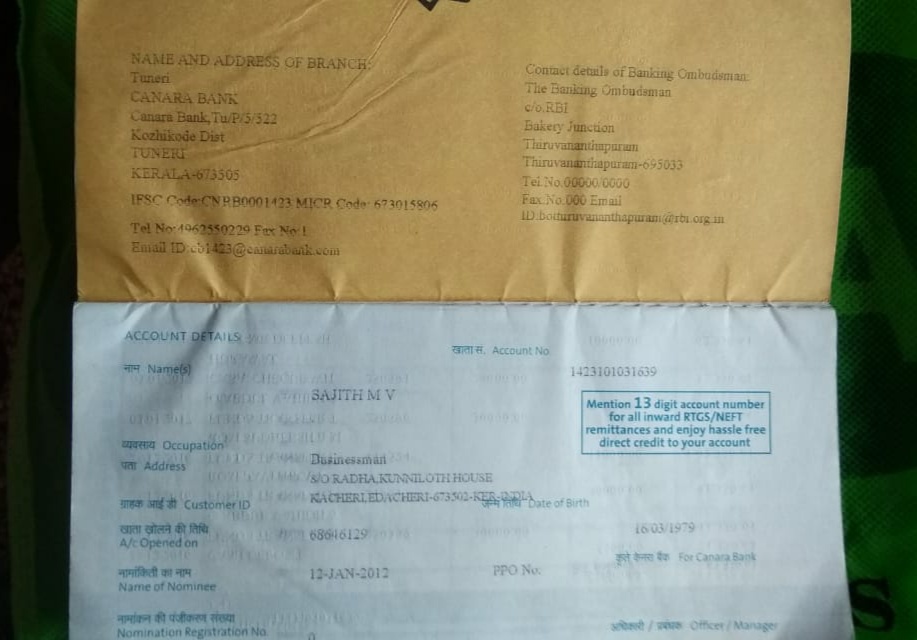 NAME AND ADDRESS OF BRANCH:
Tuneri
CANARA BANK
Canara Bank,Tu/P/5/522
Kozhikode Dist
TUNERI
KERALA-673505
IFSC Code:CNRB0001423 MICR Code: 673015806
Tel No:4962550229 Fax No:1
Email ID:cb1423@canarabank.com
Contact details of Banking Ombudsman:
The Banking Ombudsman
c/o.RBI
Bakery Junction
Thiruvananthapuram
Thiruvananthapuram-695033
Tel.No.00000/0000
Fax.No.000 Email
ID:bothiruvananthapuram@rbi.org.in
ACCOUNT DETAILS
खाता सं. Account No.
1423101031639
नाम Name(s)
SAJITH M V
Mention 13 digit account number
for all inward RTGS/NEFT
remittances and enjoy hassle free
direct credit to your account
व्यवसाय Occupation
Businessman
पता Address
S/O RADHA,KUNNILOTH HOUSE
KACHERI,EDACHERI-673502-KER-INDIA
ग्राहक आई डी Customer ID
जन्म तिथि Date of Birth
68646129
16/03/1979
खाता खोलने की तिथि
A/c Opened on
12-JAN-2012
PPO No.
कृते केनरा बैंक For Canara Bank
नामांकिती का नाम
Name of Nominee
नामांकन की पंजीकरण संख्या
Nomination Registration No.
0
अधिकारी / प्रबंधक Officer / Manager
S